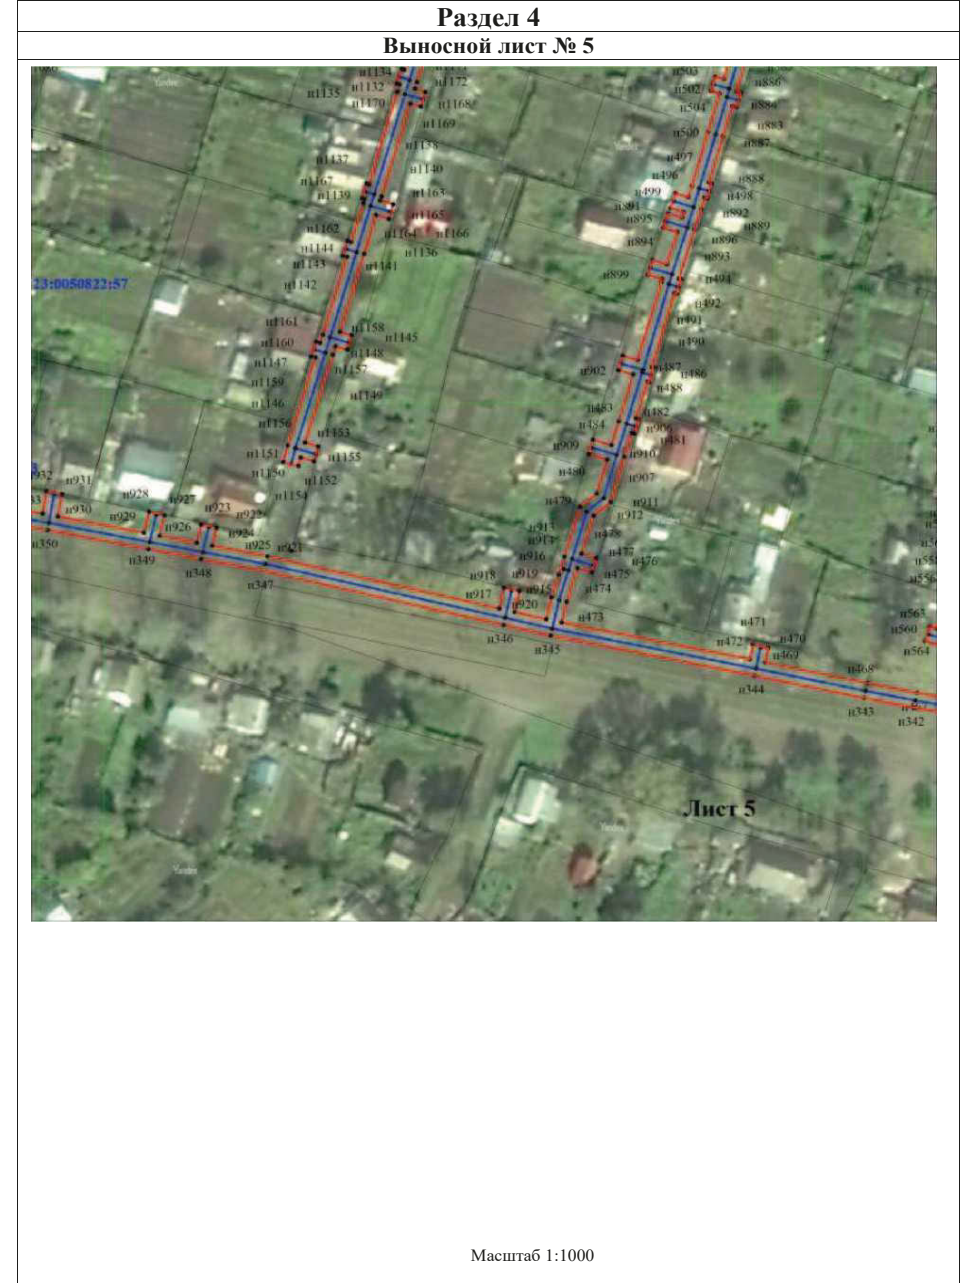 Раздел 4
Выносной лист № 5
н1134
н503
н1132
н1172
н886
н1135
н502
н1170
н1168
н504
н884
н1169
н883
н500
н887
н1138
н1137
н497
н1140
н496
н1167
н888
н499
н1163
н1139
н498
н891
н1165
н892
н895
н1162
н1164
н1166
н889
н894
н896
н1144
н1136
н893
н1143
н1141
н899
н494
н1142
23:0050822:57
н492
н1161
н1158
н491
н1160
н1145
н490
н1148
н1147
н1157
н902
н487
н486
н1159
н488
н1149
н1146
н483
н482
н1156
н484
н906
н1153
н481
н909
н1151
н1155
н910
н1150
н480
н1152
н907
н931
н928
н1154
н927
н479
н911
н930
н923
н912
н929
н922
н926
н913
н478
н350
н924
н914
н925
н921
н477
н916
н476
н349
н918
н919
н475
н348
н347
н915
н474
н917
н920
н473
н563
н471
н560
н346
н472
н470
н345
н469
н564
н468
н344
н343
н342
Лист 5
Масштаб 1:1000